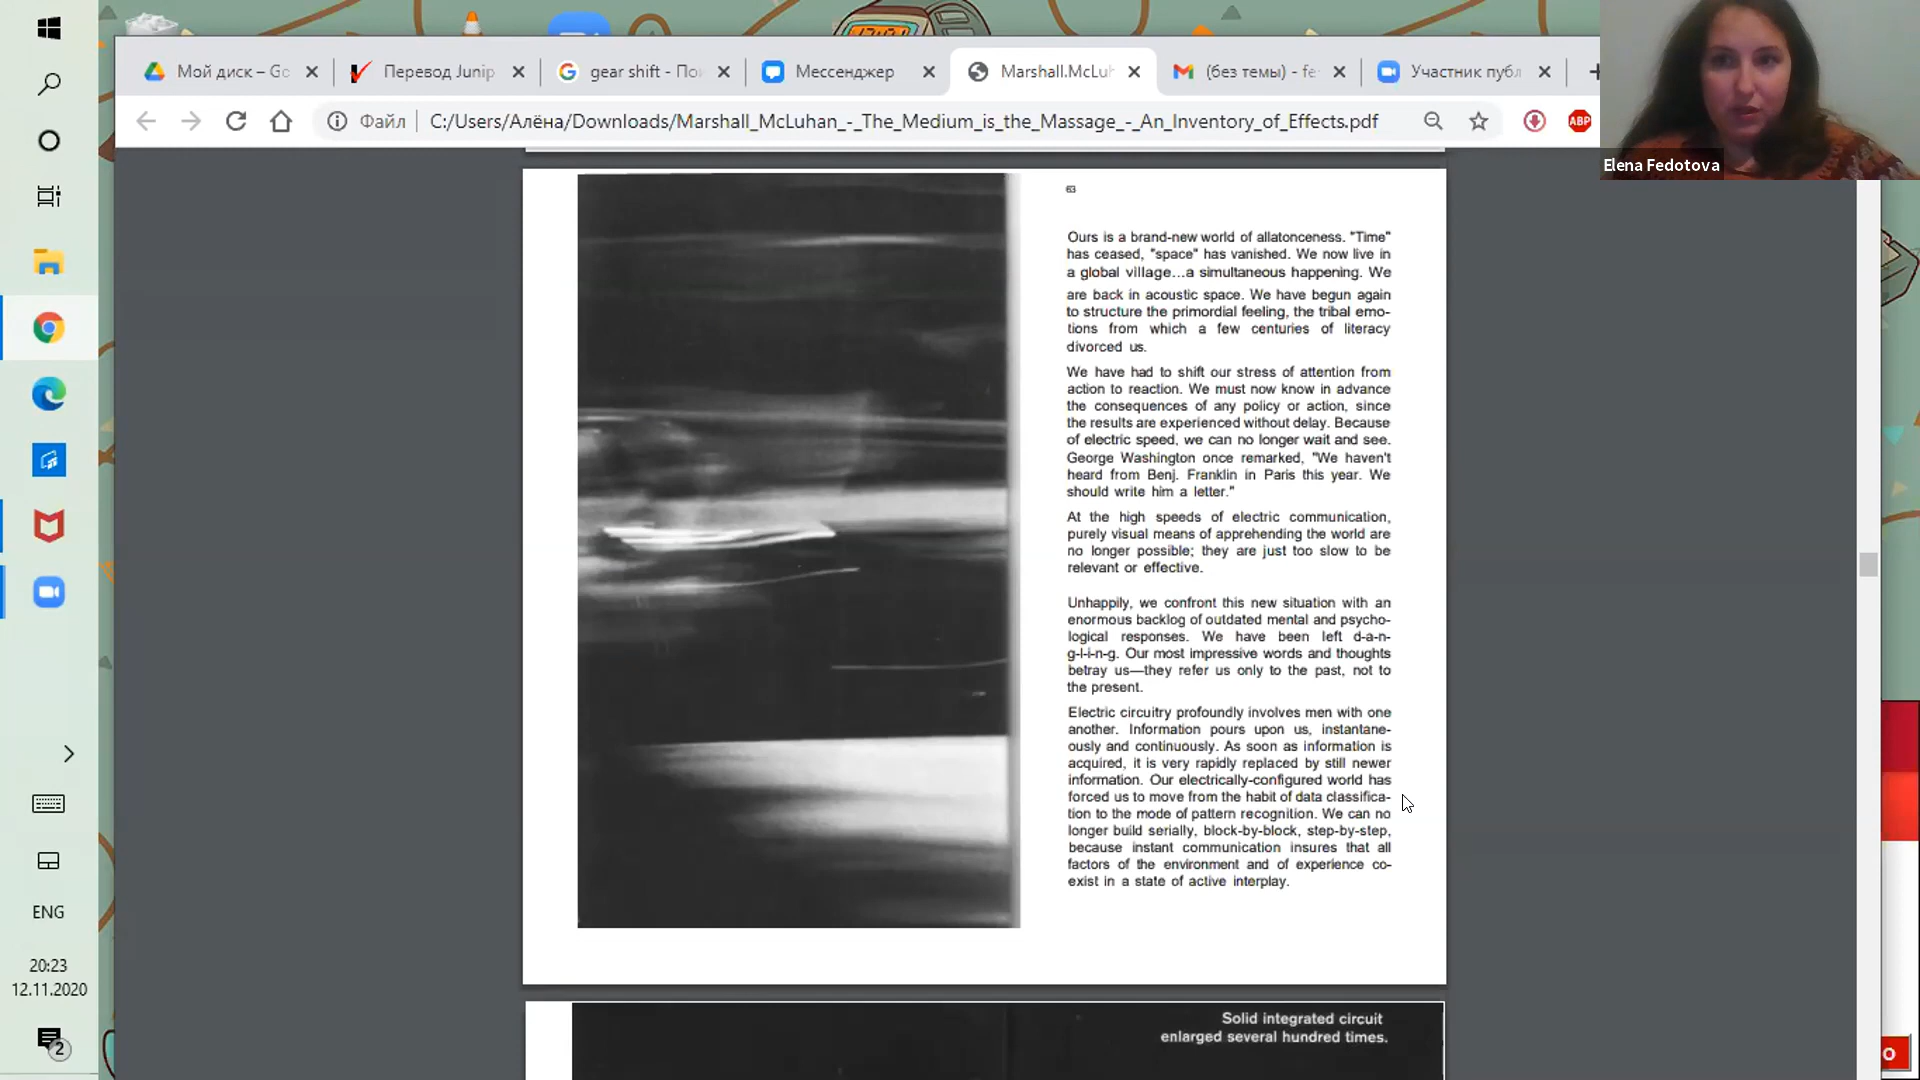 Мой диск – Go
Перевод Junip
gear shift - Пои
Мессенджер
Marshall.McLuh
(без темы) - fe
Участник публ
Файл
C:/Users/Алёна/Downloads/Marshall_McLuhan_-_The_Medium_is_the_Massage_-_An_Inventory_of_Effects.pdf
ABP
Elena Fedotova
63
Ours is a brand-new world of allatonceness. "Time"
has ceased, "space" has vanished. We now live in
a global village...a simultaneous happening. We
are back in acoustic space. We have begun again
to structure the primordial feeling, the tribal emo-
tions from which a few centuries of literacy
divorced us.
We have had to shift our stress of attention from
action to reaction. We must now know in advance
the consequences of any policy or action, since
the results are experienced without delay. Because
of electric speed, we can no longer wait and see.
George Washington once remarked, "We haven't
heard from Benj. Franklin in Paris this year. We
should write him a letter."
At the high speeds of electric communication,
purely visual means of apprehending the world are
no longer possible; they are just too slow to be
relevant or effective.
Unhappily, we confront this new situation with an
enormous backlog of outdated mental and psycho-
logical responses. We have been left d-a-n-
g-l-i-n-g. Our most impressive words and thoughts
betray us—they refer us only to the past, not to
the present.
Electric circuitry profoundly involves men with one
another. Information pours upon us, instantane-
ously and continuously. As soon as information is
acquired, it is very rapidly replaced by still newer
information. Our electrically-configured world has
forced us to move from the habit of data classifica-
tion to the mode of pattern recognition. We can no
longer build serially, block-by-block, step-by-step,
because instant communication insures that all
factors of the environment and of experience co-
exist in a state of active interplay.
Solid integrated circuit
enlarged several hundred times.
ENG
20:23
12.11.2020
2